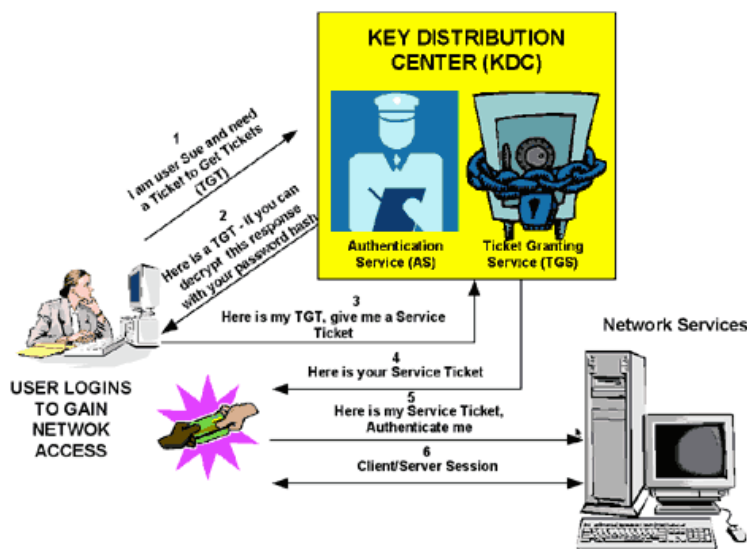 KEY DISTRIBUTION
CENTER (KDC)
Authentication
Service (AS)
Ticket Granting
Service (TGS)
1
i am user Sue and need
a Ticket to Get Tickets
(TGT)
2
Here is a TGT - if you can
decrypt this response
with your password hash
3
Here is my TGT, give me a Service
Ticket
4
Here is your Service Ticket
5
Here is my Service Ticket,
Authenticate me
6
Client/Server Session
USER LOGINS
TO GAIN
NETWOK
ACCESS
Network Services